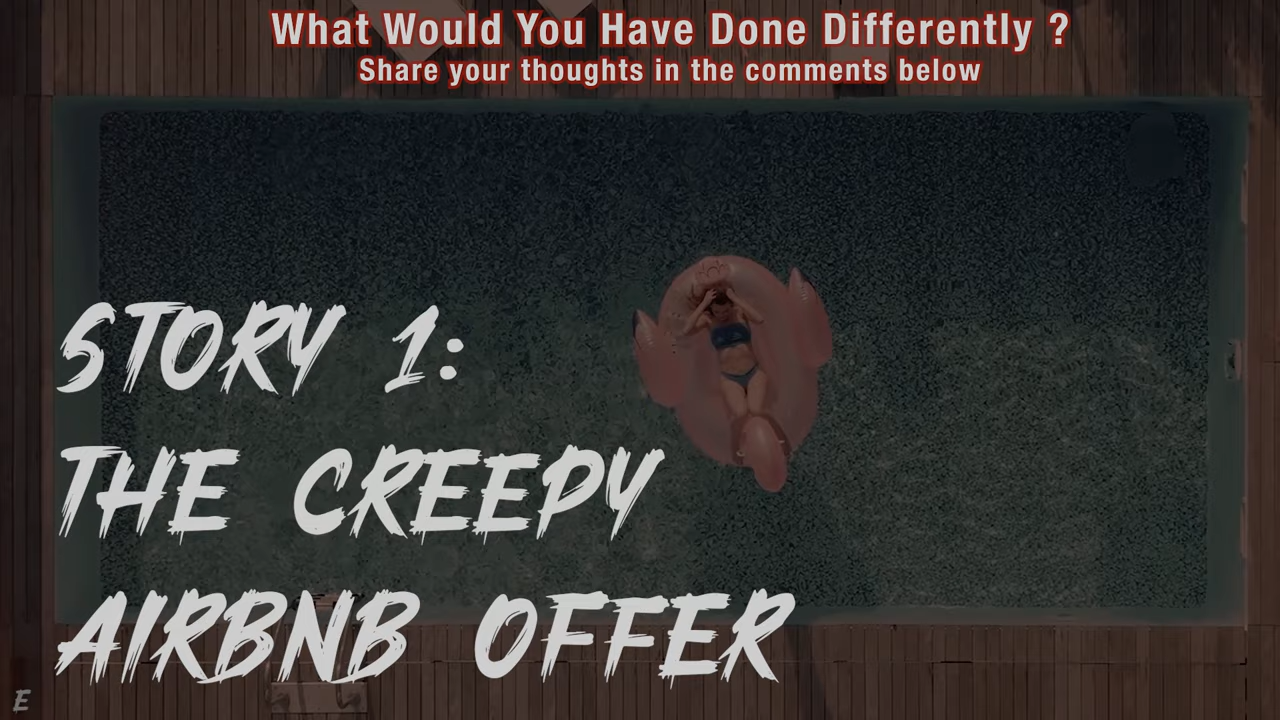 What Would You Have Done Differently ?
Share your thoughts in the comments below
STORY 1:
THE CREEPY
AIRBNB OFFER
E